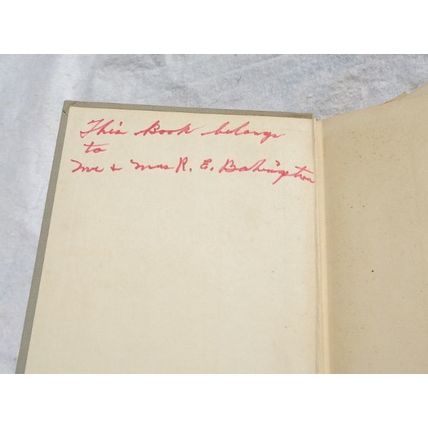 This Book belongs
to
Mr & Mrs R. E. Babington